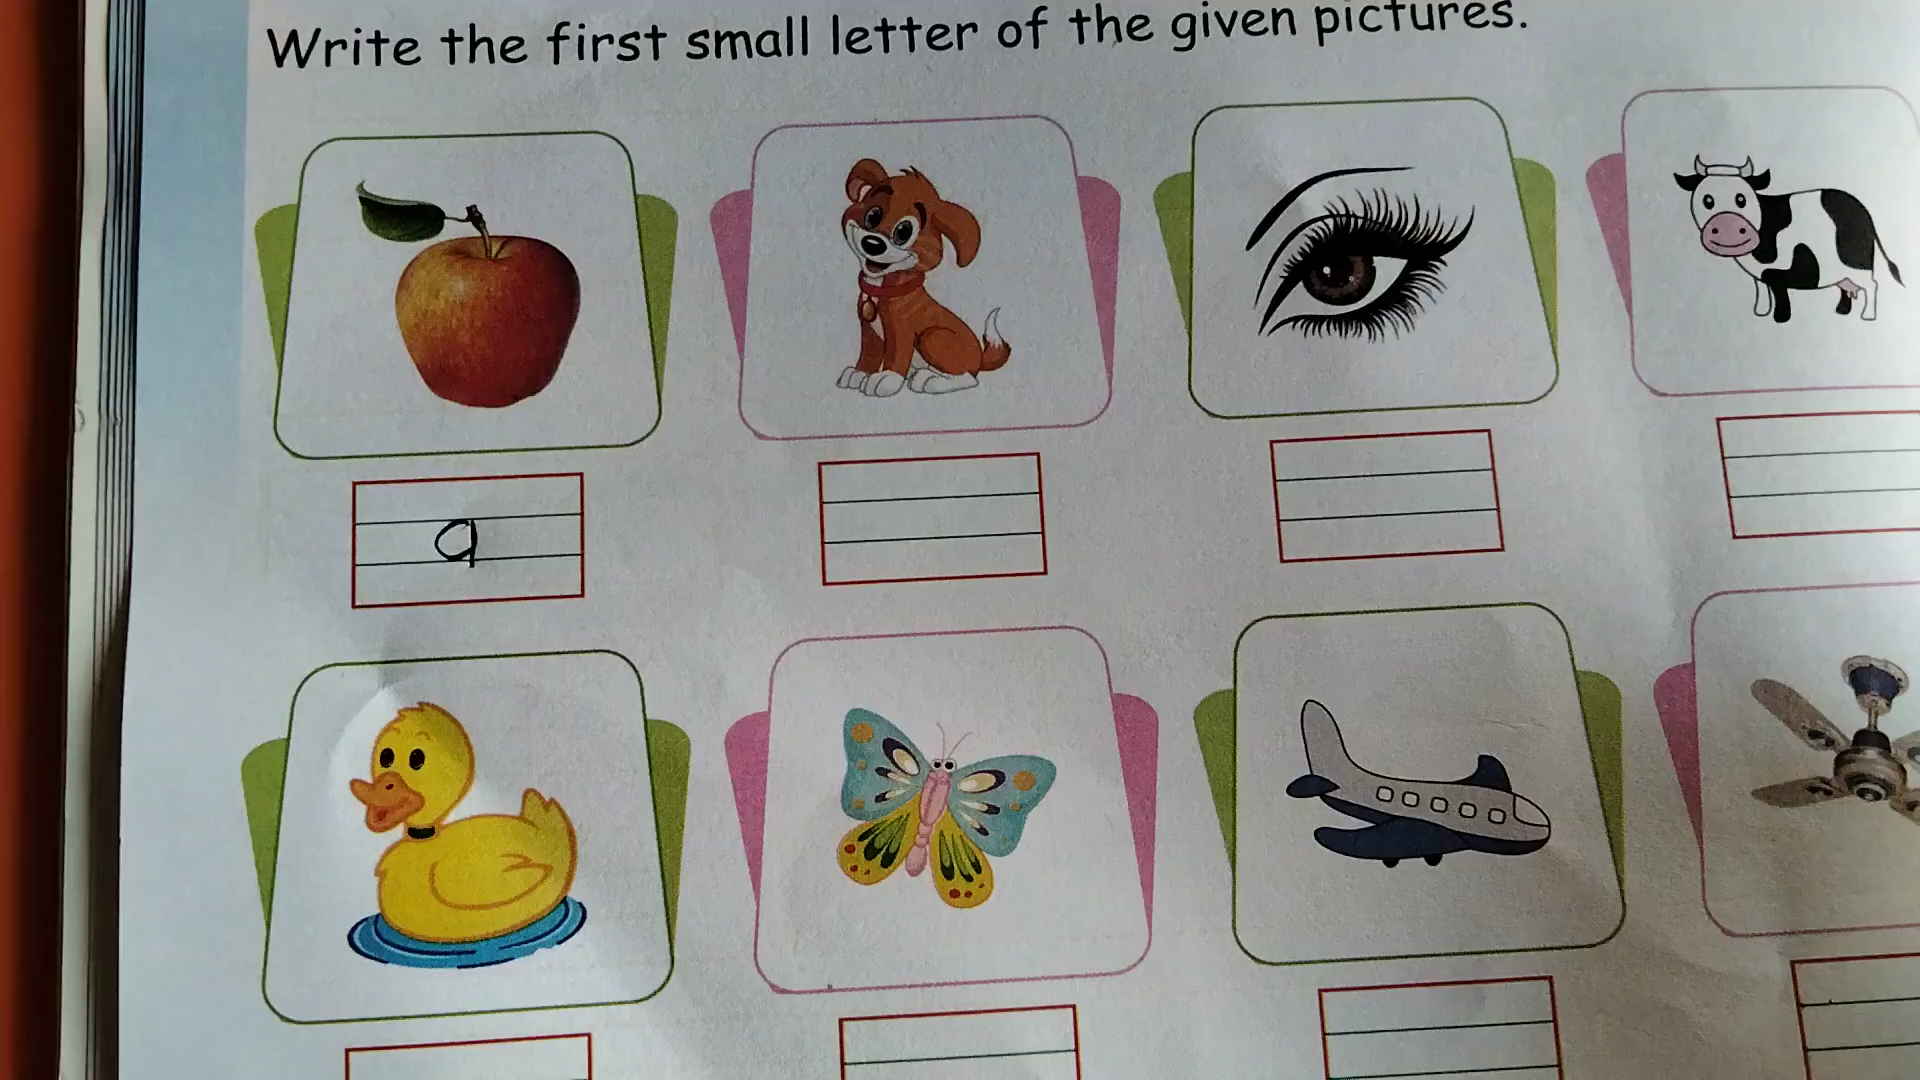 Write the first small letter of the given pictures.
a